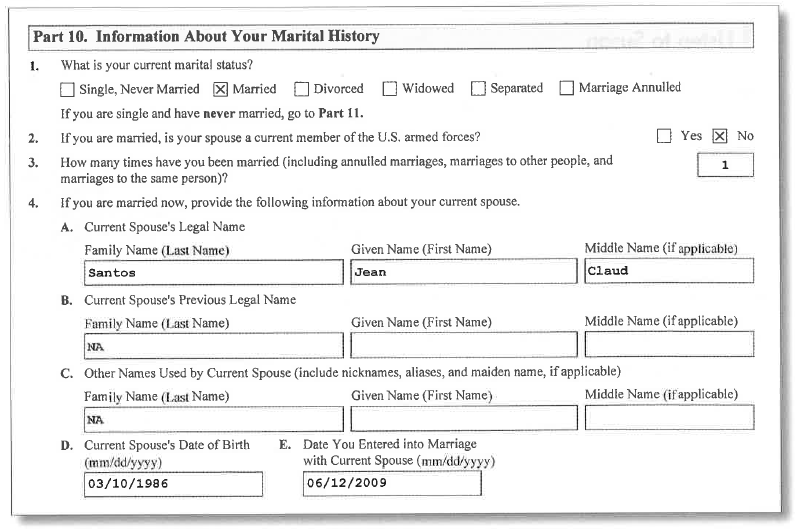 Part 10. Information About Your Marital History
1. What is your current marital status?
Single, Never Married Married Divorced Widowed Separated Marriage Annulled
If you are single and have never married, go to Part 11.
2. If you are married, is your spouse a current member of the U.S. armed forces? Yes No
3. How many times have you been married (including annulled marriages, marriages to other people, and
marriages to the same person)? 1
4. If you are married now, provide the following information about your current spouse.
A. Current Spouse's Legal Name
Family Name (Last Name) Given Name (First Name) Middle Name (if applicable)
Santos Jean Claud
B. Current Spouse's Previous Legal Name
Family Name (Last Name) Given Name (First Name) Middle Name (if applicable)
NA
C. Other Names Used by Current Spouse (include nicknames, aliases, and maiden name, if applicable)
Family Name (Last Name) Given Name (First Name) Middle Name (if applicable)
NA
D. Current Spouse's Date of Birth E. Date You Entered into Marriage
(mm/dd/yyyy) with Current Spouse (mm/dd/yyyy)
03/10/1986 06/12/2009